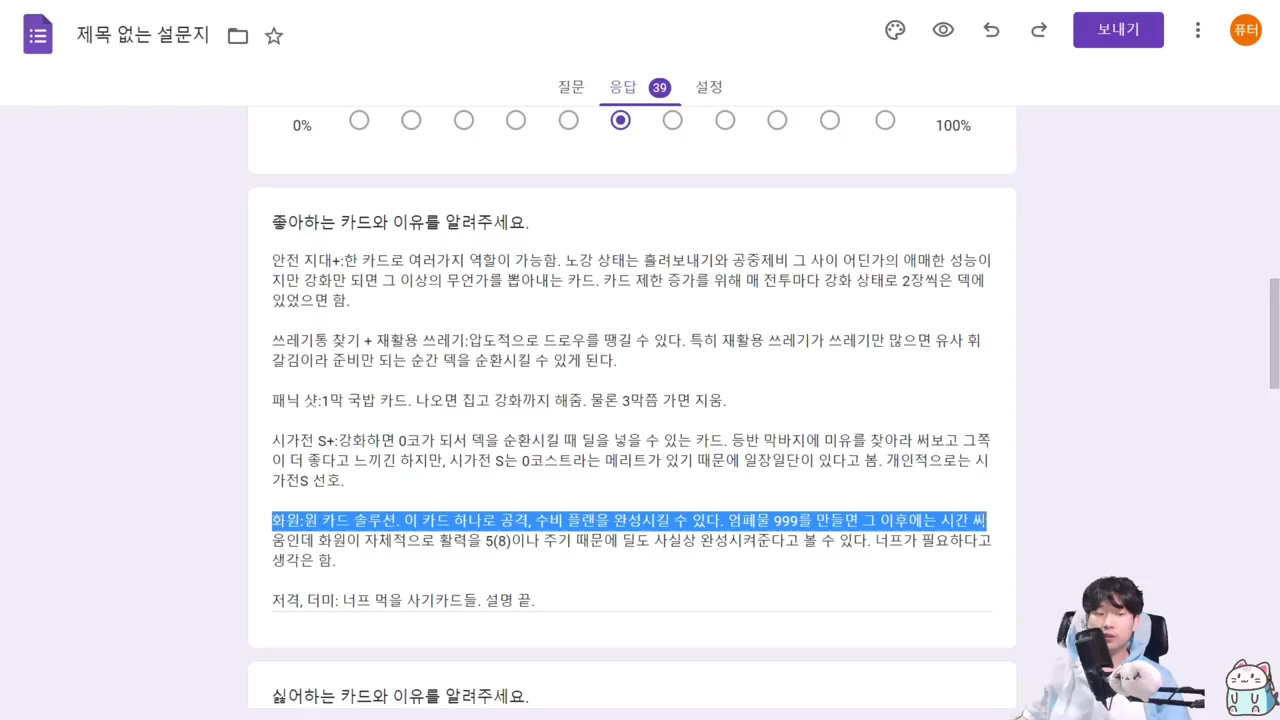 제목 없는 설문지
보내기
퓨터
질문
응답 39
설정
0%
100%
좋아하는 카드와 이유를 알려주세요.
안전 지대+:한 카드로 여러가지 역할이 가능함. 노강 상태는 흘려보내기와 공중제비 그 사이 어딘가의 애매한 성능이
지만 강화만 되면 그 이상의 무언가를 뽑아내는 카드. 카드 제한 증가를 위해 매 전투마다 강화 상태로 2장씩은 덱에
있었으면 함.
쓰레기통 찾기 + 재활용 쓰레기:압도적으로 드로우를 땡길 수 있다. 특히 재활용 쓰레기가 쓰레기만 많으면 유사 휘
갈김이라 준비만 되는 순간 덱을 순환시킬 수 있게 된다.
패닉 샷:1막 국밥 카드. 나오면 집고 강화까지 해줌. 물론 3막쯤 가면 지움.
시가전 S+:강화하면 0코가 되서 덱을 순환시킬 때 딜을 넣을 수 있는 카드. 등반 막바지에 미유를 찾아라 써보고 그쪽
이 더 좋다고 느끼긴 하지만, 시가전 S는 0코스트라는 메리트가 있기 때문에 일장일단이 있다고 봄. 개인적으로는 시
가전S 선호.
화원:원 카드 솔루션. 이 카드 하나로 공격, 수비 플랜을 완성시킬 수 있다. 엄폐물 999를 만들면 그 이후에는 시간 싸
움인데 화원이 자체적으로 활력을 5(8)이나 주기 때문에 딜도 사실상 완성시켜준다고 볼 수 있다. 너프가 필요하다고
생각은 함.
저격, 더미: 너프 먹을 사기카드들. 설명 끝.
싫어하는 카드와 이유를 알려주세요.